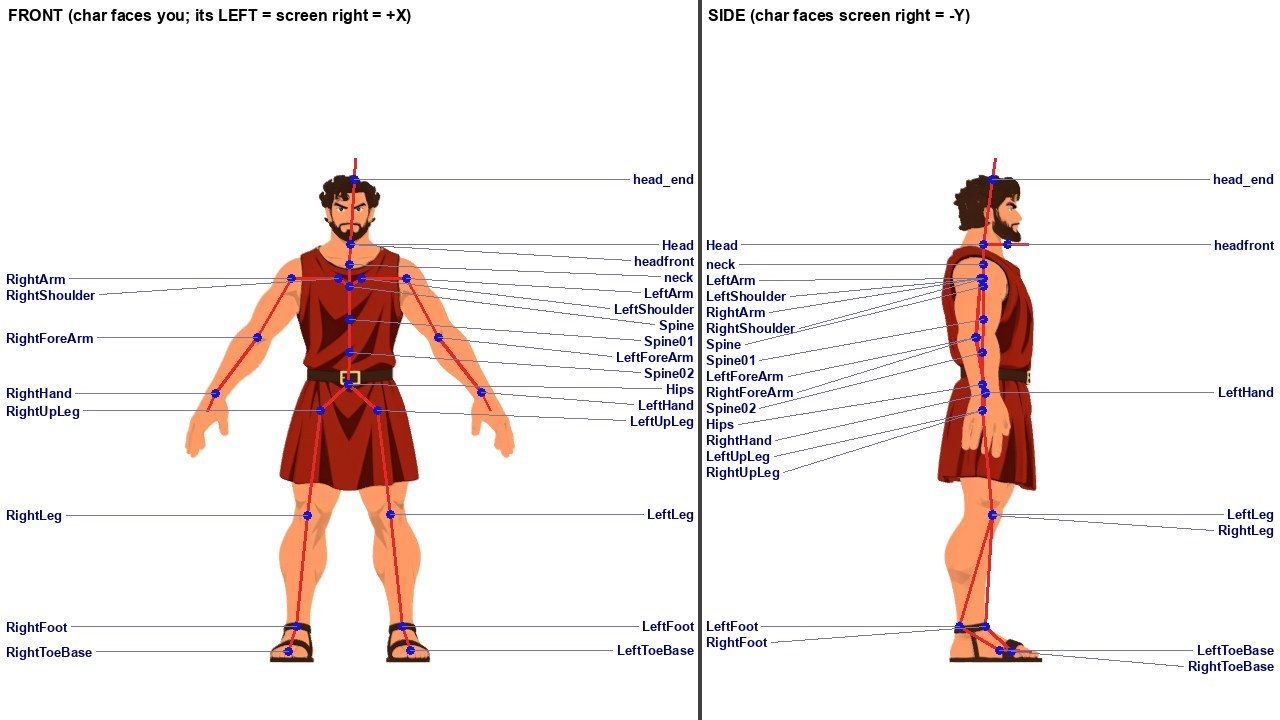 FRONT (char faces you; its LEFT = screen right = +X)
head_end
Head
headfront
neck
RightArm
LeftArm
RightShoulder
LeftShoulder
Spine
RightForeArm
Spine01
LeftForeArm
Spine02
Hips
RightHand
LeftHand
RightUpLeg
LeftUpLeg
RightLeg
LeftLeg
RightFoot
LeftFoot
RightToeBase
LeftToeBase
SIDE (char faces screen right = -Y)
head_end
Head
headfront
neck
LeftArm
LeftShoulder
RightArm
RightShoulder
Spine
Spine01
LeftForeArm
RightForeArm
LeftHand
Spine02
Hips
RightHand
LeftUpLeg
RightUpLeg
LeftLeg
RightLeg
LeftFoot
RightFoot
LeftToeBase
RightToeBase